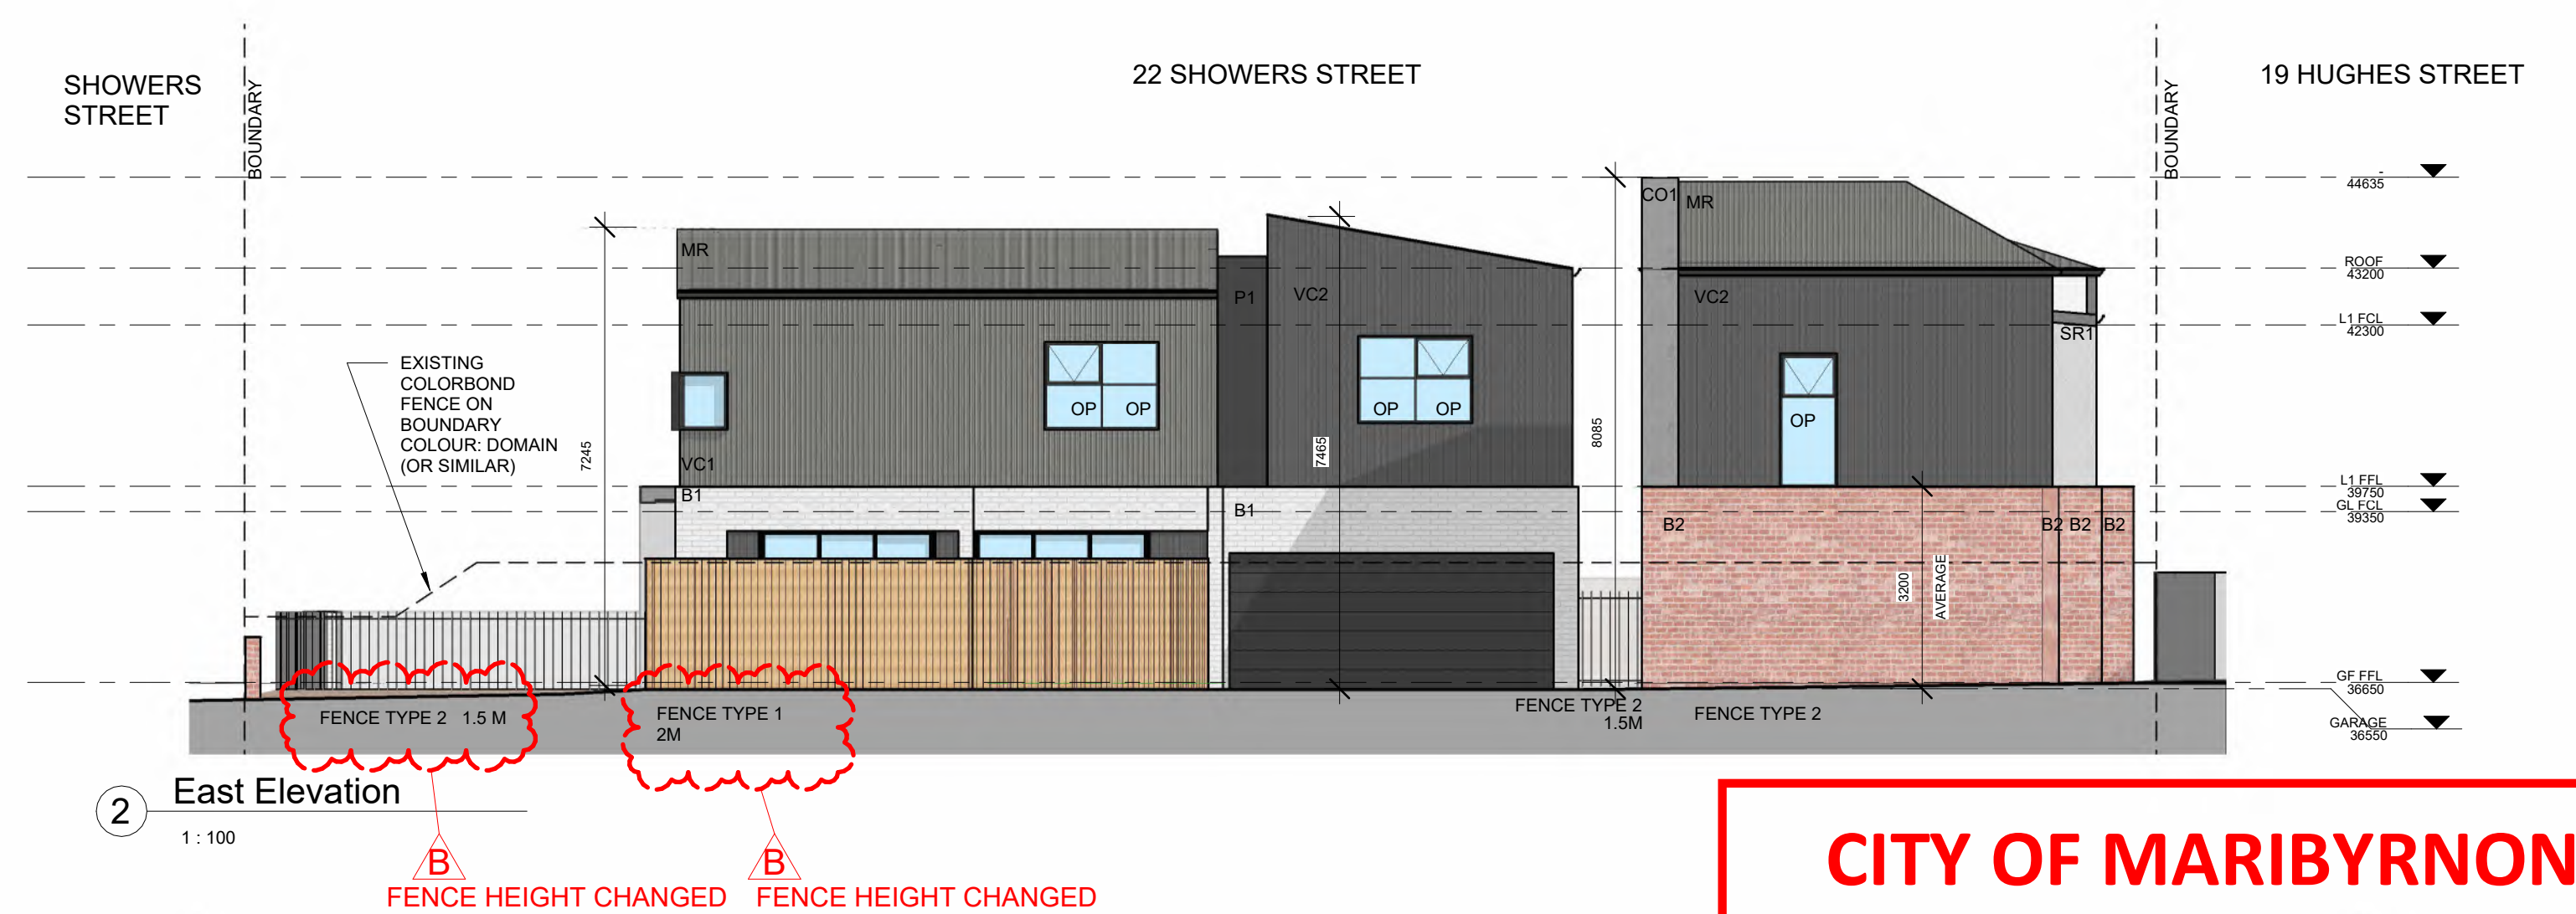 SHOWERS
STREET
BOUNDARY
22 SHOWERS STREET
BOUNDARY
19 HUGHES STREET
-
44635
CO1
MR
MR
ROOF
43200
P1
VC2
VC2
L1 FCL
42300
SR1
EXISTING
COLORBOND
FENCE ON
BOUNDARY
COLOUR: DOMAIN
(OR SIMILAR)
OP OP
OP OP
OP
7245
7465
8085
VC1
B1
B1
L1 FFL
39750
GL FCL
39350
B2
B2 B2 B2
3200
AVERAGE
GF FFL
36650
GARAGE
36550
FENCE TYPE 2 1.5 M
FENCE TYPE 1
2M
FENCE TYPE 2
1.5M
FENCE TYPE 2
2
East Elevation
1 : 100
B
FENCE HEIGHT CHANGED
B
FENCE HEIGHT CHANGED
CITY OF MARIBYRNON